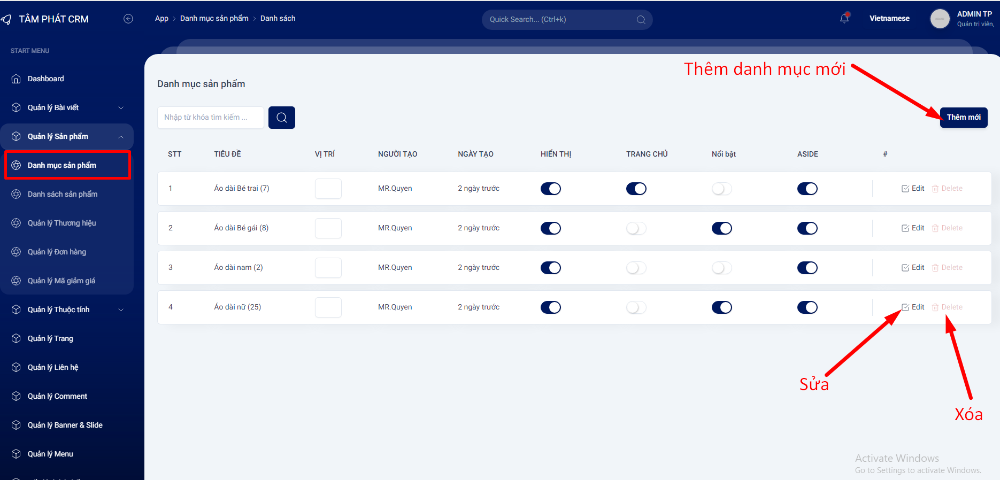 TÂM PHÁT CRM
App > Danh mục sản phẩm > Danh sách
Quick Search... (Ctrl+k)
Vietnamese
ADMIN TP
Quản trị viên,
START MENU
Dashboard
Quản lý Bài viết
Quản lý Sản phẩm
Danh mục sản phẩm
Danh sách sản phẩm
Quản lý Thương hiệu
Quản lý Đơn hàng
Quản lý Mã giảm giá
Quản lý Thuộc tính
Quản lý Trang
Quản lý Liên hệ
Quản lý Comment
Quản lý Banner & Slide
Quản lý Menu
Thêm danh mục mới
Danh mục sản phẩm
Nhập từ khóa tìm kiếm ...
Thêm mới
STT TIÊU ĐỀ VỊ TRÍ NGƯỜI TẠO NGÀY TẠO HIỂN THỊ TRANG CHỦ Nổi bật ASIDE #
1 Áo dài Bé trai (7) MR.Quyen 2 ngày trước Edit Delete
2 Áo dài Bé gái (8) MR.Quyen 2 ngày trước Edit Delete
3 Áo dài nam (2) MR.Quyen 2 ngày trước Edit Delete
4 Áo dài nữ (25) MR.Quyen 2 ngày trước Edit Delete
Sửa
Xóa
Activate Windows
Go to Settings to activate Windows.